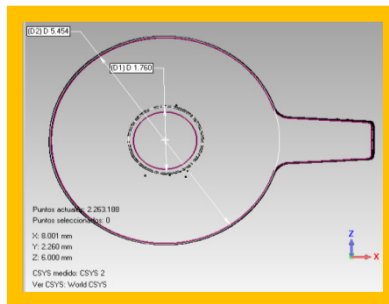 (D2) D 5.454
(D1) D 1.760
Puntos actuales: 2.263.188
Puntos seleccionados: 0
X: 8.001 mm
Y: 2.260 mm
Z: 6.000 mm
CSYS medido: CSYS 2
Ver CSYS: World CSYS
Z
X